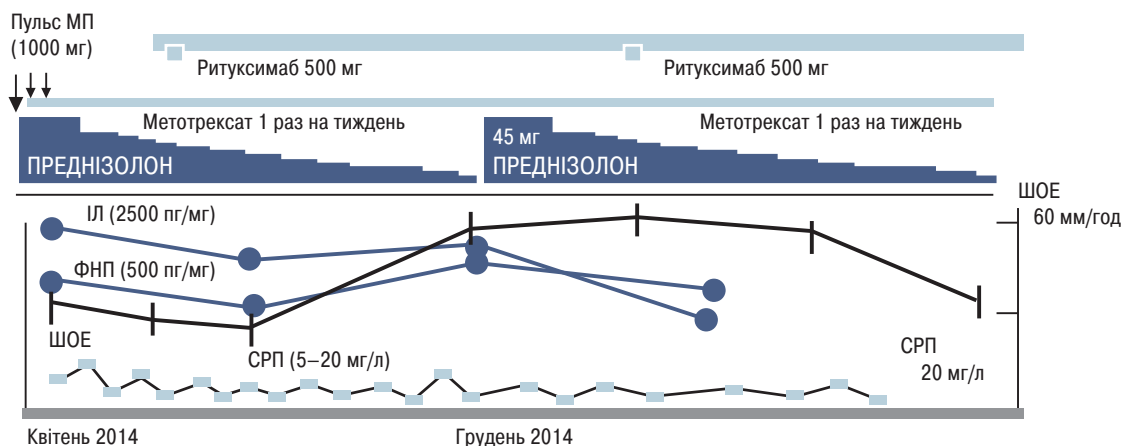 Пульс МП
(1000 мг)
Ритуксимаб 500 мг
Ритуксимаб 500 мг
Метотрексат 1 раз на тиждень
Метотрексат 1 раз на тиждень
45 мг
ПРЕДНІЗОЛОН
ПРЕДНІЗОЛОН
ШОЕ
ІЛ (2500 пг/мг)
60 мм/год
ФНП (500 пг/мг)
ШОЕ
СРП (5–20 мг/л)
СРП
20 мг/л
Квітень 2014
Грудень 2014